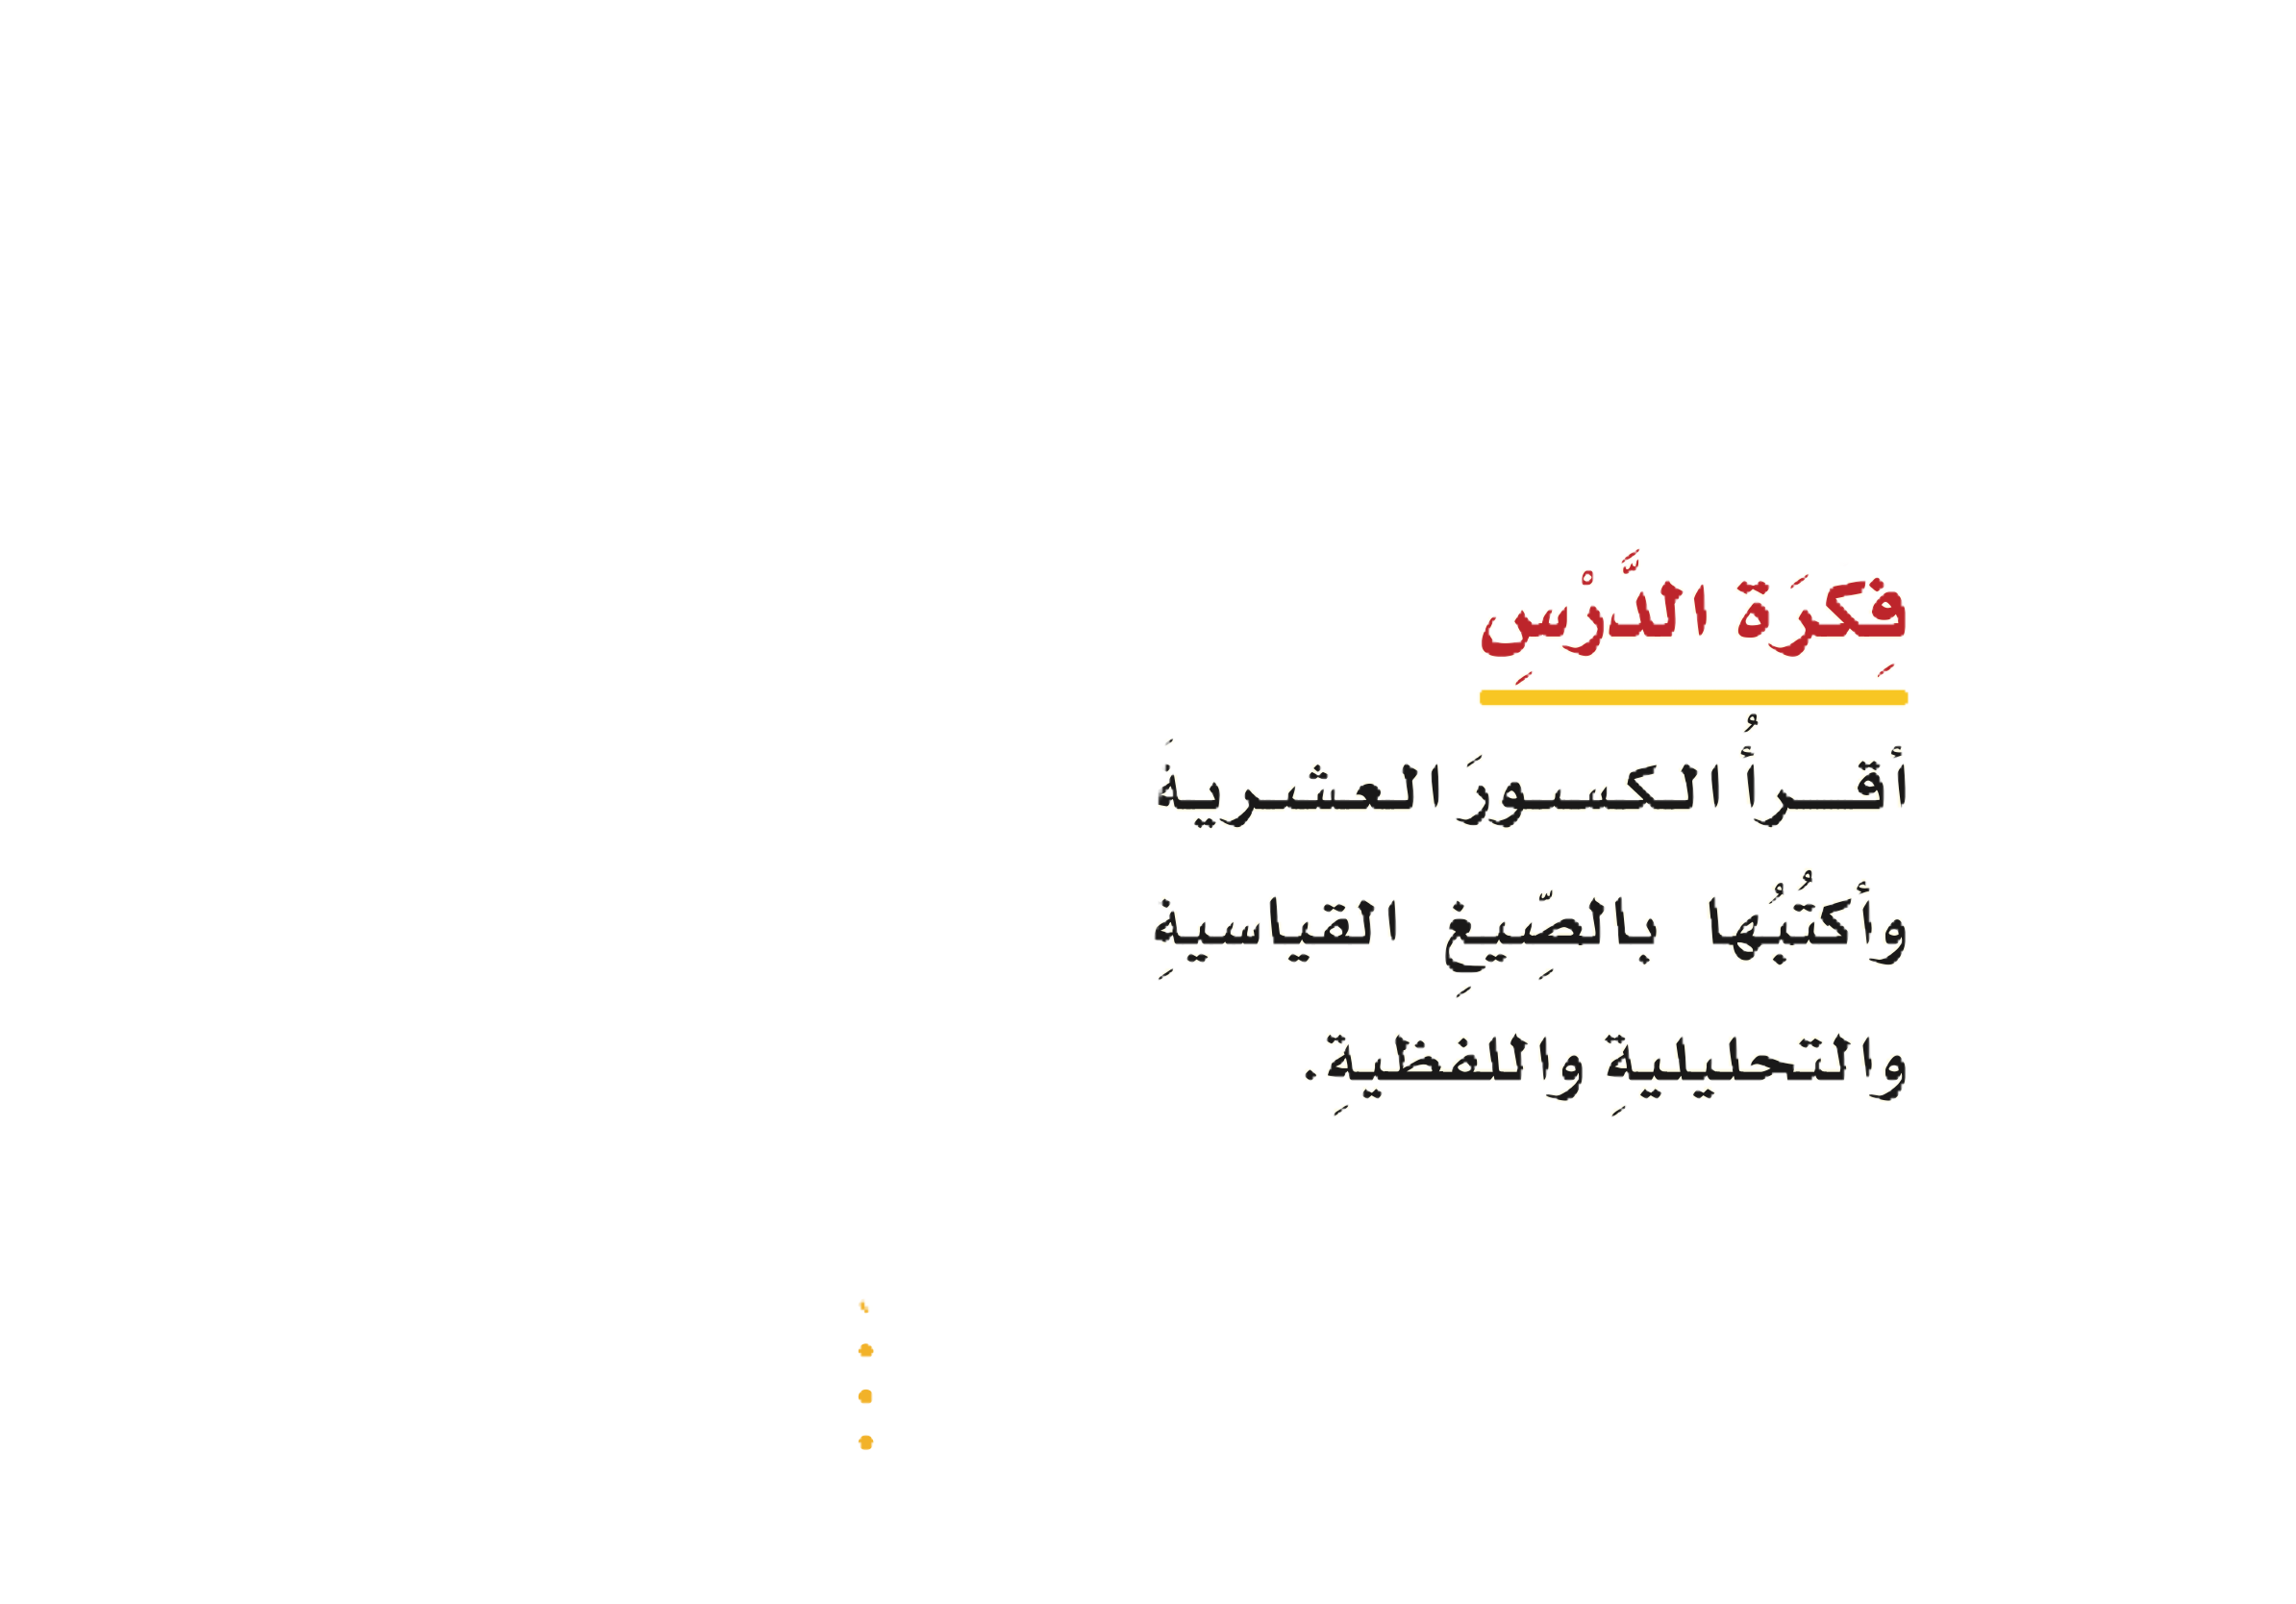 فِكرَة الدَّرْسِ
أقرأُ الكسورَ العشريةَ
وأكتُبُها بالصِّيغِ القياسيةِ
والتحليليةِ واللفظيةِ.